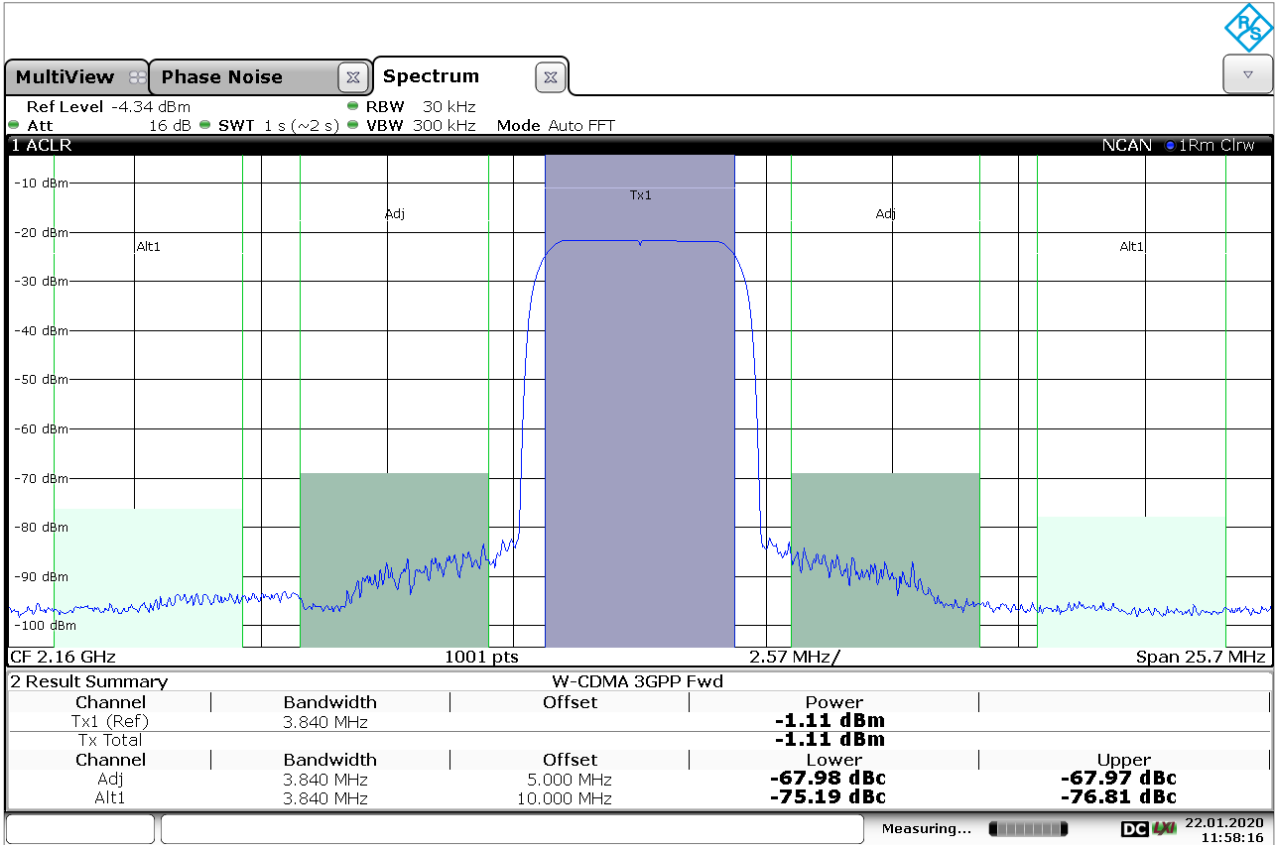 R&S
MultiView Phase Noise Spectrum
Ref Level -4.34 dBm RBW 30 kHz
Att 16 dB SWT 1 s (~2 s) VBW 300 kHz Mode Auto FFT
1 ACLR NCAN 1Rm Clrw
-10 dBm
Tx1
Adj Adj
-20 dBm
Alt1 Alt1
-30 dBm
-40 dBm
-50 dBm
-60 dBm
-70 dBm
-80 dBm
-90 dBm
-100 dBm
CF 2.16 GHz 1001 pts 2.57 MHz/ Span 25.7 MHz
2 Result Summary W-CDMA 3GPP Fwd
Channel Bandwidth Offset Power
Tx1 (Ref) 3.840 MHz -1.11 dBm
Tx Total -1.11 dBm
Channel Bandwidth Offset Lower Upper
Adj 3.840 MHz 5.000 MHz -67.98 dBc -67.97 dBc
Alt1 3.840 MHz 10.000 MHz -75.19 dBc -76.81 dBc
Measuring... DC LXI 22.01.2020
11:58:16